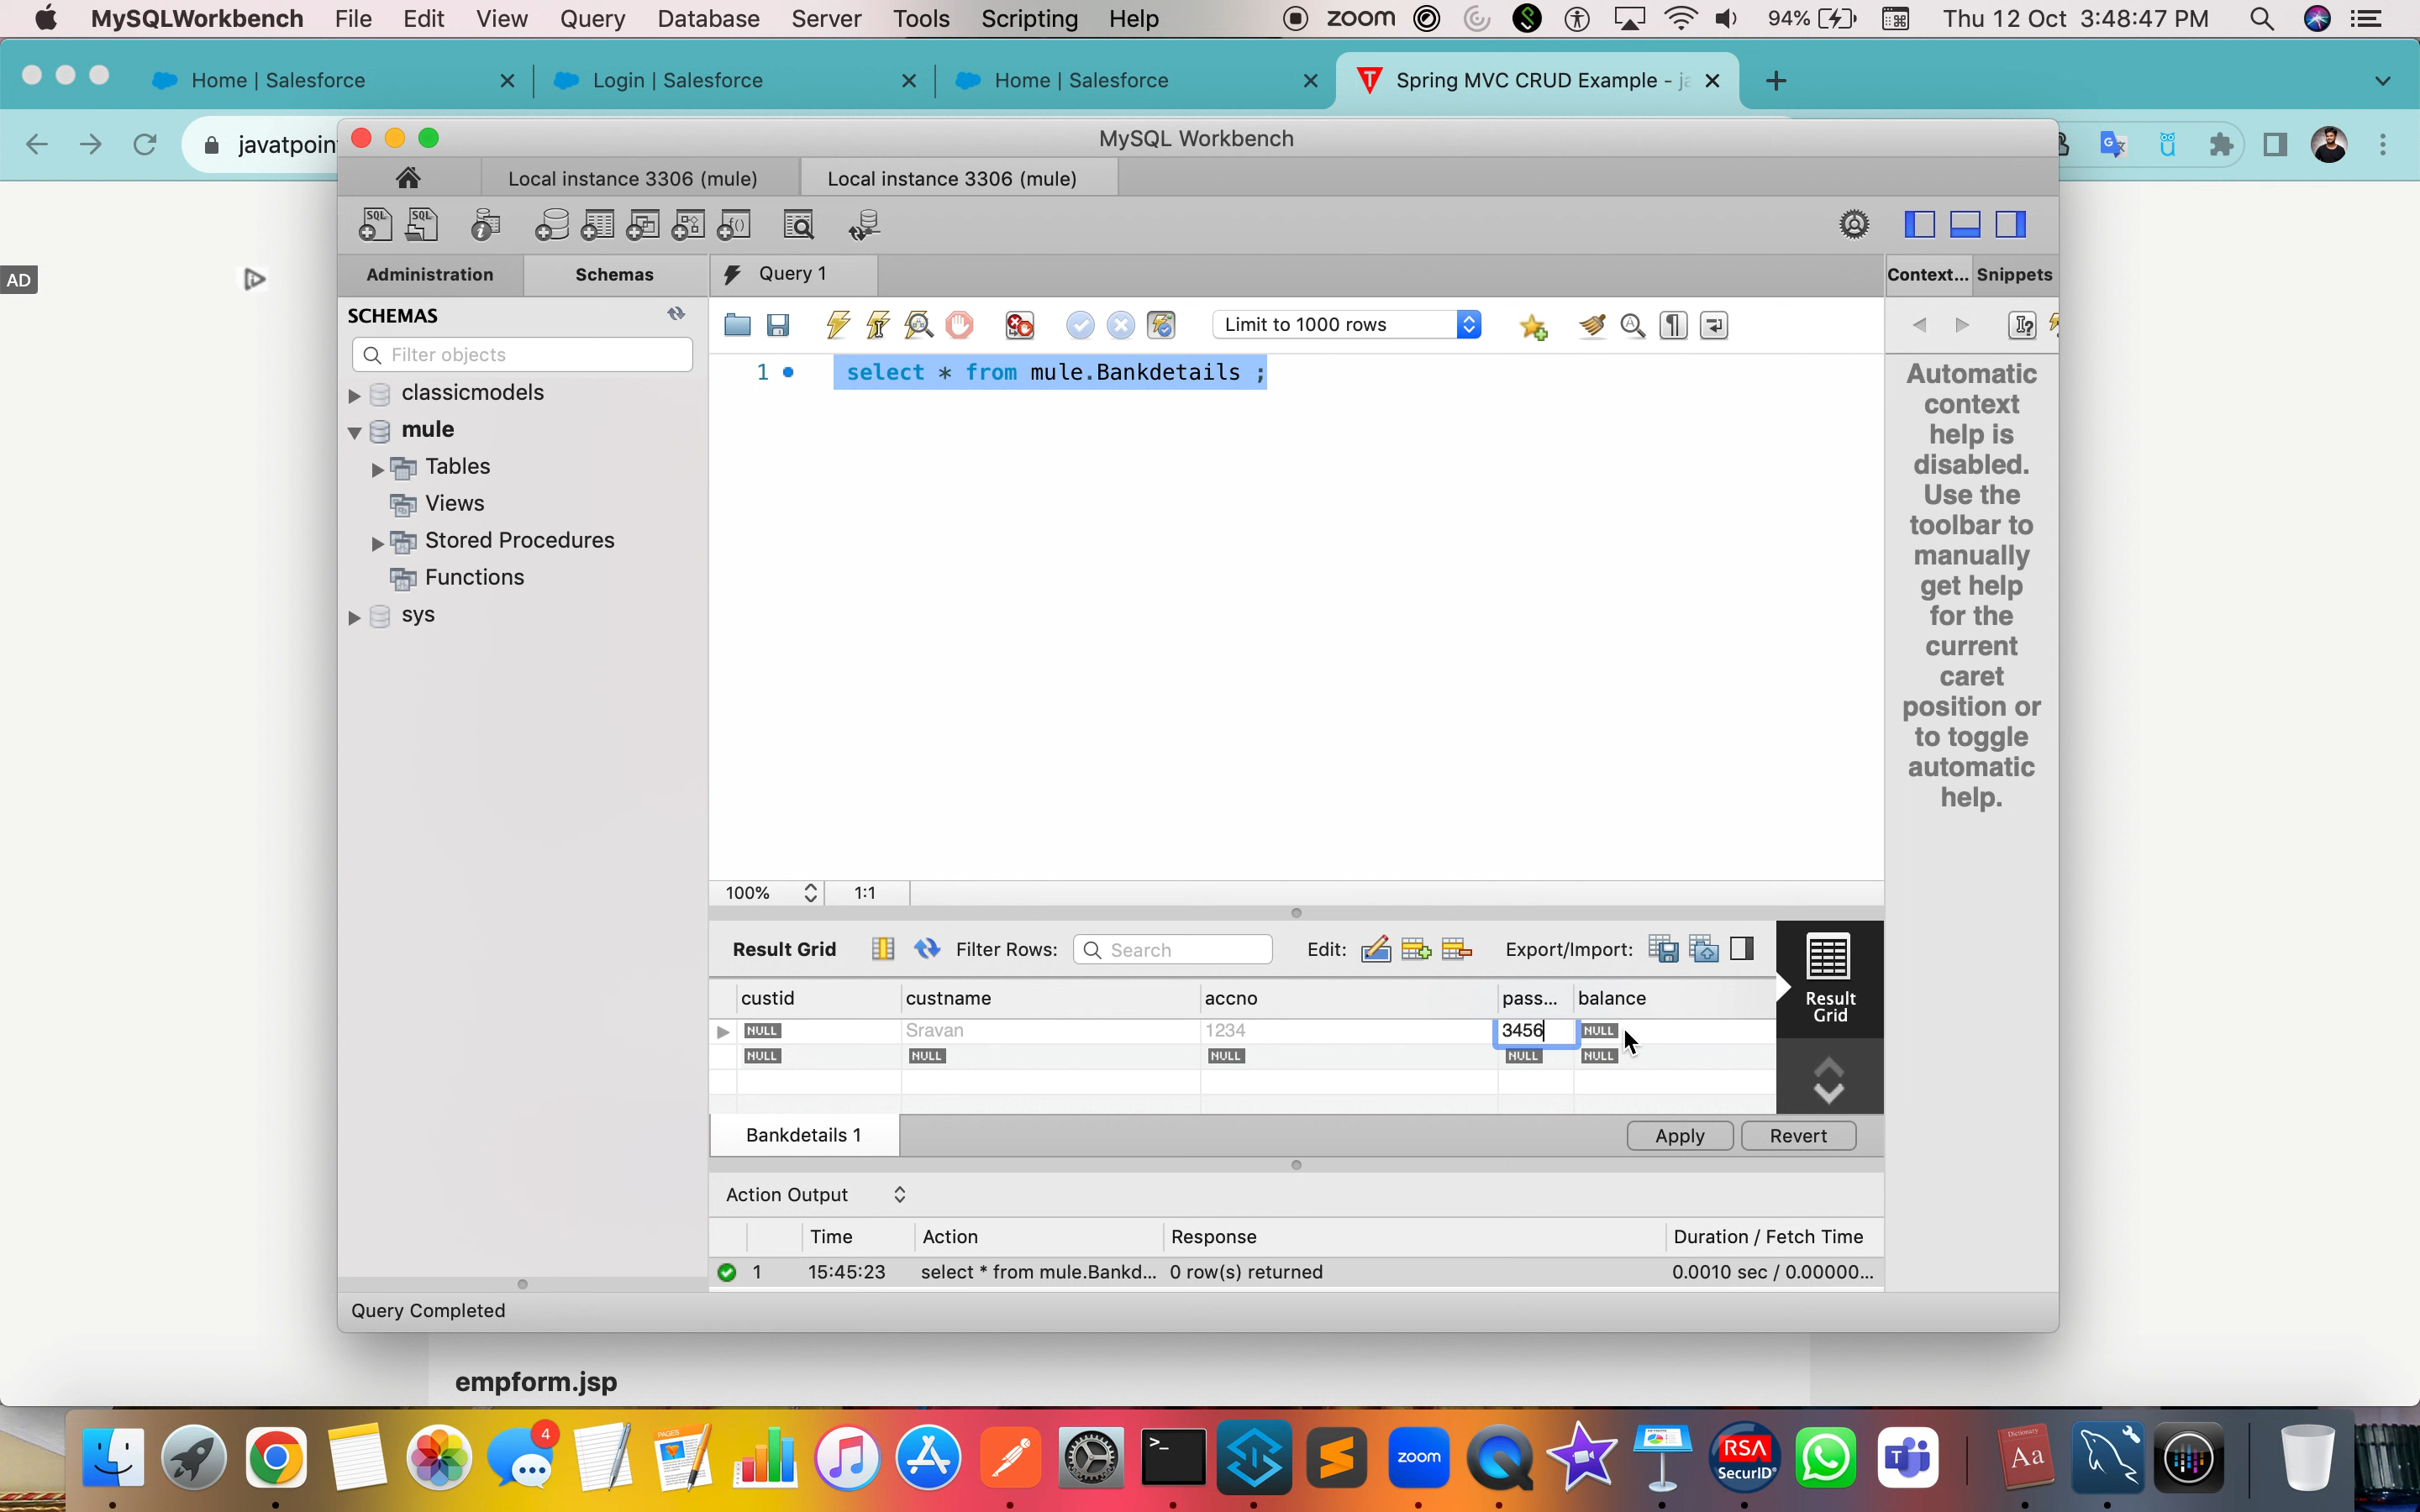 MySQLWorkbench File Edit View Query Database Server Tools Scripting Help zoom 94% Thu 12 Oct 3:48:47 PM
Home | Salesforce Login | Salesforce Home | Salesforce Spring MVC CRUD Example - ja
javatpoin
MySQL Workbench
Local instance 3306 (mule) Local instance 3306 (mule)
SQL SQL
Administration Schemas Query 1 Context... Snippets
AD
SCHEMAS
Limit to 1000 rows
Filter objects
1 select * from mule.Bankdetails ;
classicmodels
mule
Tables
Views
Stored Procedures
Functions
sys
Automatic
context
help is
disabled.
Use the
toolbar to
manually
get help
for the
current
caret
position or
to toggle
automatic
help.
100% 1:1
Result Grid Filter Rows: Search Edit: Export/Import:
custid custname accno pass... balance
NULL Sravan 1234 3456 NULL
NULL NULL NULL NULL NULL
Result
Grid
Bankdetails 1 Apply Revert
Action Output
Time Action Response Duration / Fetch Time
1 15:45:23 select * from mule.Bankd... 0 row(s) returned 0.0010 sec / 0.00000...
Query Completed
empform.jsp
4
PAGES
zoom
RSA
SecurID
T
Dictionary
Aa